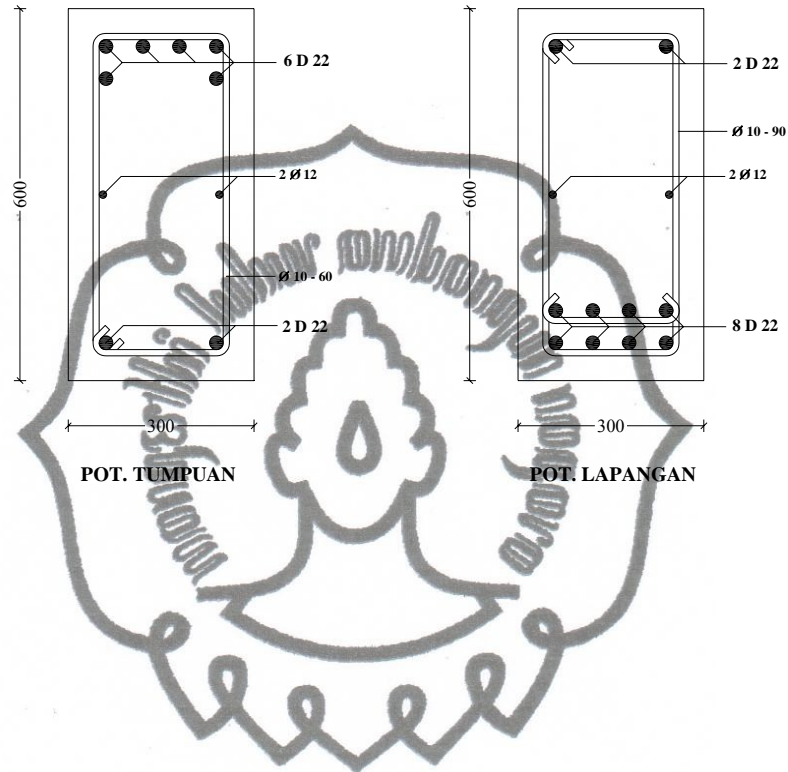 6 D 22
600
2 Ø 12
Ø 10 - 60
2 D 22
300
POT. TUMPUAN
2 D 22
Ø 10 - 90
600
2 Ø 12
8 D 22
300
POT. LAPANGAN